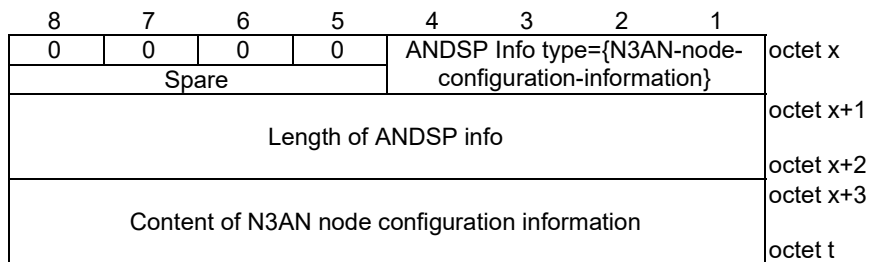 8 7 6 5 4 3 2 1
0 0 0 0 ANDSP Info type={N3AN-node- octet x
Spare configuration-information}
octet x+1
Length of ANDSP info
octet x+2
octet x+3
Content of N3AN node configuration information
octet t